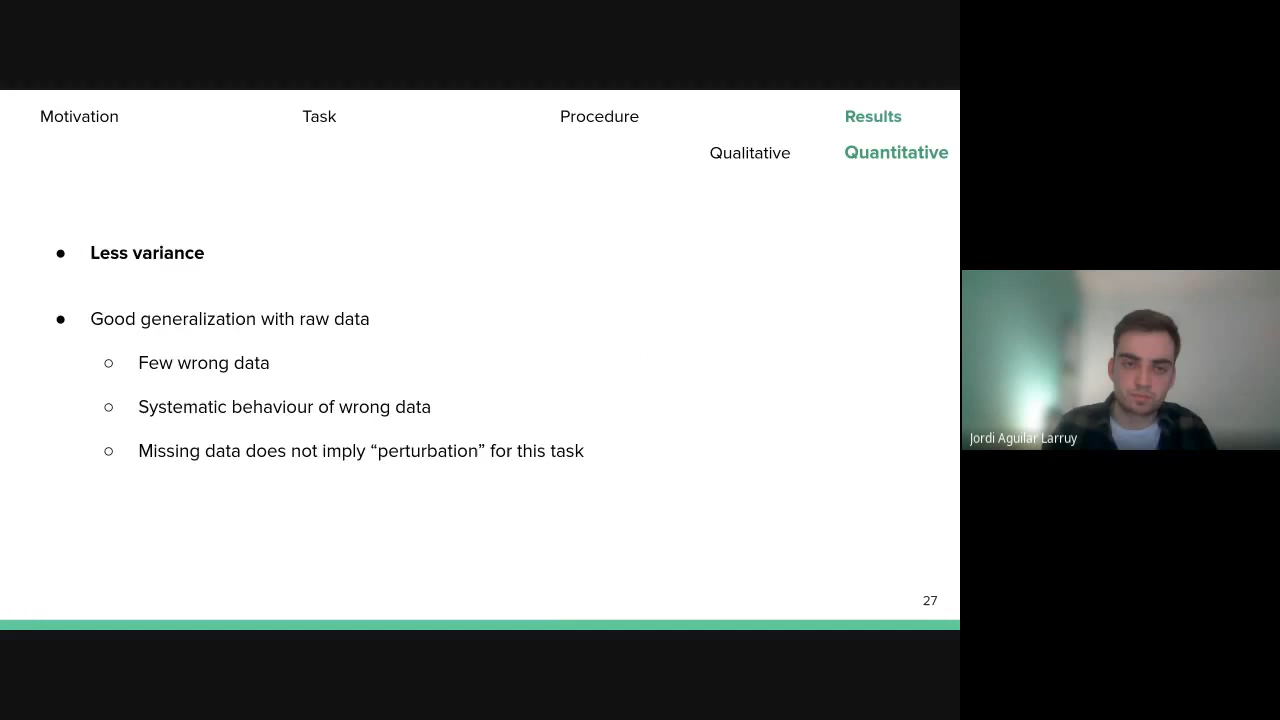 Motivation Task Procedure Results
Qualitative Quantitative
● Less variance
● Good generalization with raw data
○ Few wrong data
○ Systematic behaviour of wrong data
○ Missing data does not imply “perturbation” for this task
Jordi Aguilar Larruy
27